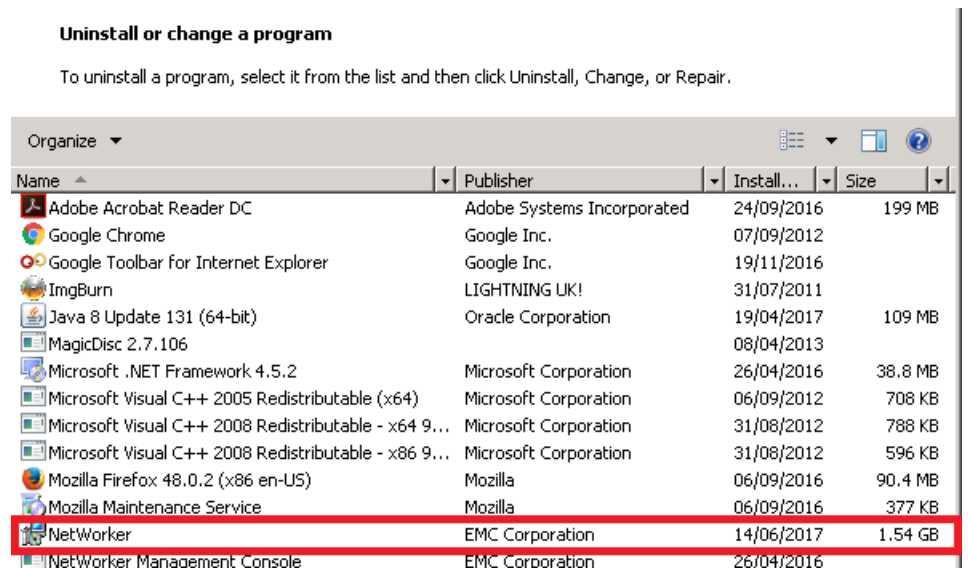 Uninstall or change a program
To uninstall a program, select it from the list and then click Uninstall, Change, or Repair.
Organize
Name Publisher Install... Size
Adobe Acrobat Reader DC Adobe Systems Incorporated 24/09/2016 199 MB
Google Chrome Google Inc. 07/09/2012
Google Toolbar for Internet Explorer Google Inc. 19/11/2016
ImgBurn LIGHTNING UK! 31/07/2011
Java 8 Update 131 (64-bit) Oracle Corporation 19/04/2017 109 MB
MagicDisc 2.7.106 08/04/2013
Microsoft .NET Framework 4.5.2 Microsoft Corporation 26/04/2016 38.8 MB
Microsoft Visual C++ 2005 Redistributable (x64) Microsoft Corporation 06/09/2012 708 KB
Microsoft Visual C++ 2008 Redistributable - x64 9... Microsoft Corporation 31/08/2012 788 KB
Microsoft Visual C++ 2008 Redistributable - x86 9... Microsoft Corporation 31/08/2012 596 KB
Mozilla Firefox 48.0.2 (x86 en-US) Mozilla 06/09/2016 90.4 MB
Mozilla Maintenance Service Mozilla 06/09/2016 377 KB
NetWorker EMC Corporation 14/06/2017 1.54 GB
NetWorker Management Console EMC Corporation 26/04/2016